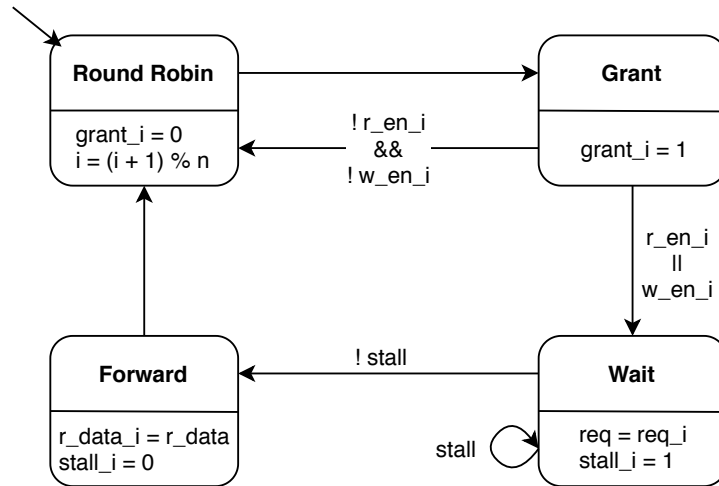 Round Robin
grant_i = 0
i = (i + 1) % n
Grant
grant_i = 1
! r_en_i
&&
! w_en_i
r_en_i
||
w_en_i
Forward
r_data_i = r_data
stall_i = 0
! stall
Wait
req = req_i
stall_i = 1
stall